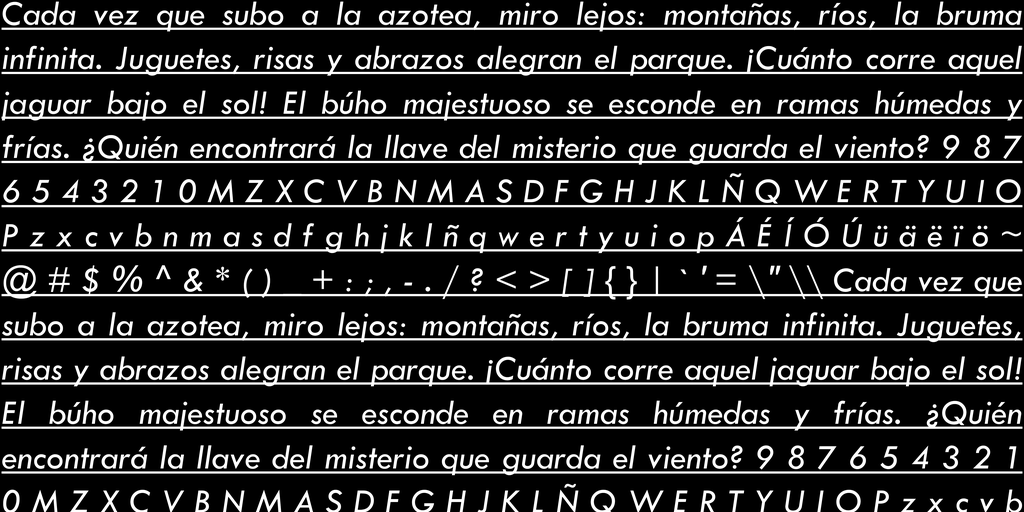 Cada vez que subo a la azotea, miro lejos: montañas, ríos, la bruma
infinita. Juguetes, risas y abrazos alegran el parque. ¡Cuánto corre aquel
jaguar bajo el sol! El búho majestuoso se esconde en ramas húmedas y
frías. ¿Quién encontrará la llave del misterio que guarda el viento? 9 8 7
6 5 4 3 2 1 0 M Z X C V B N M A S D F G H J K L Ñ Q W E R T Y U I O
P z x c v b n m a s d f g h j k l ñ q w e r t y u i o p Á É Í Ó Ú ü ä ë ï ö ~
@ # $ % ^ & * ( ) _ + : ; , - . / ? < > [ ] { } | ` ' = \ " \ \ Cada vez que
subo a la azotea, miro lejos: montañas, ríos, la bruma infinita. Juguetes,
risas y abrazos alegran el parque. ¡Cuánto corre aquel jaguar bajo el sol!
El búho majestuoso se esconde en ramas húmedas y frías. ¿Quién
encontrará la llave del misterio que guarda el viento? 9 8 7 6 5 4 3 2 1
0 M Z X C V B N M A S D F G H J K L Ñ Q W E R T Y U I O P z x c v b